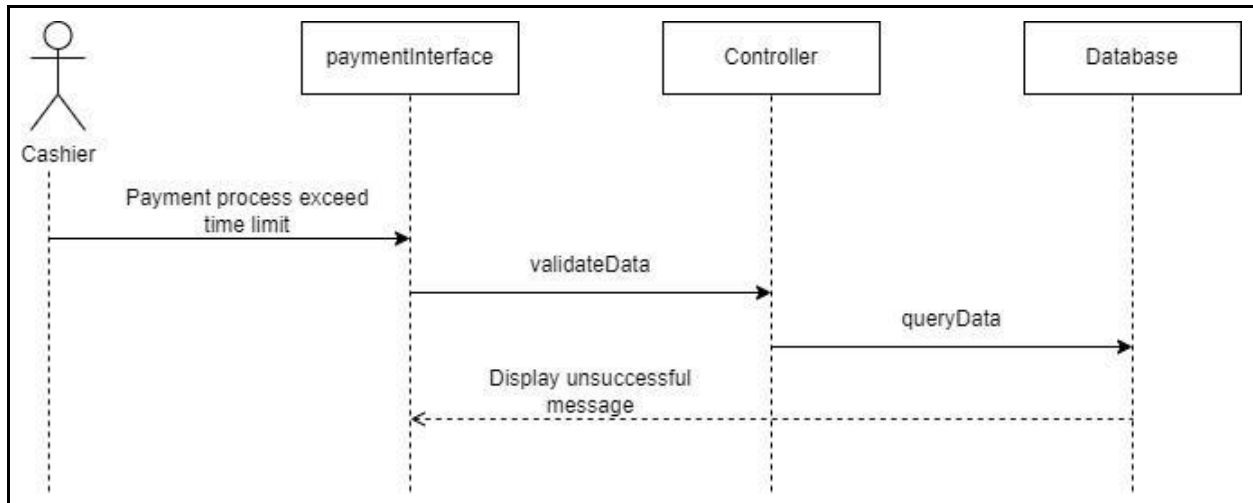 paymentInterface
Controller
Database
Cashier
Payment process exceed
time limit
validateData
queryData
Display unsuccessful
message